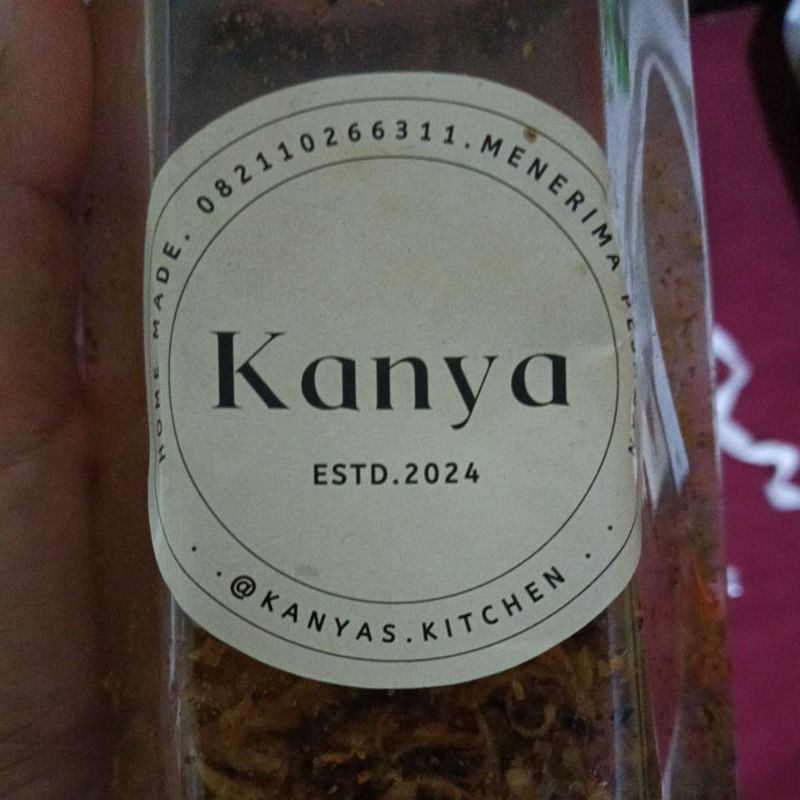 HOME MADE. 082110266311. MENERIMA
Kanya
ESTD.2024
. . @KANYAS.KITCHEN . .